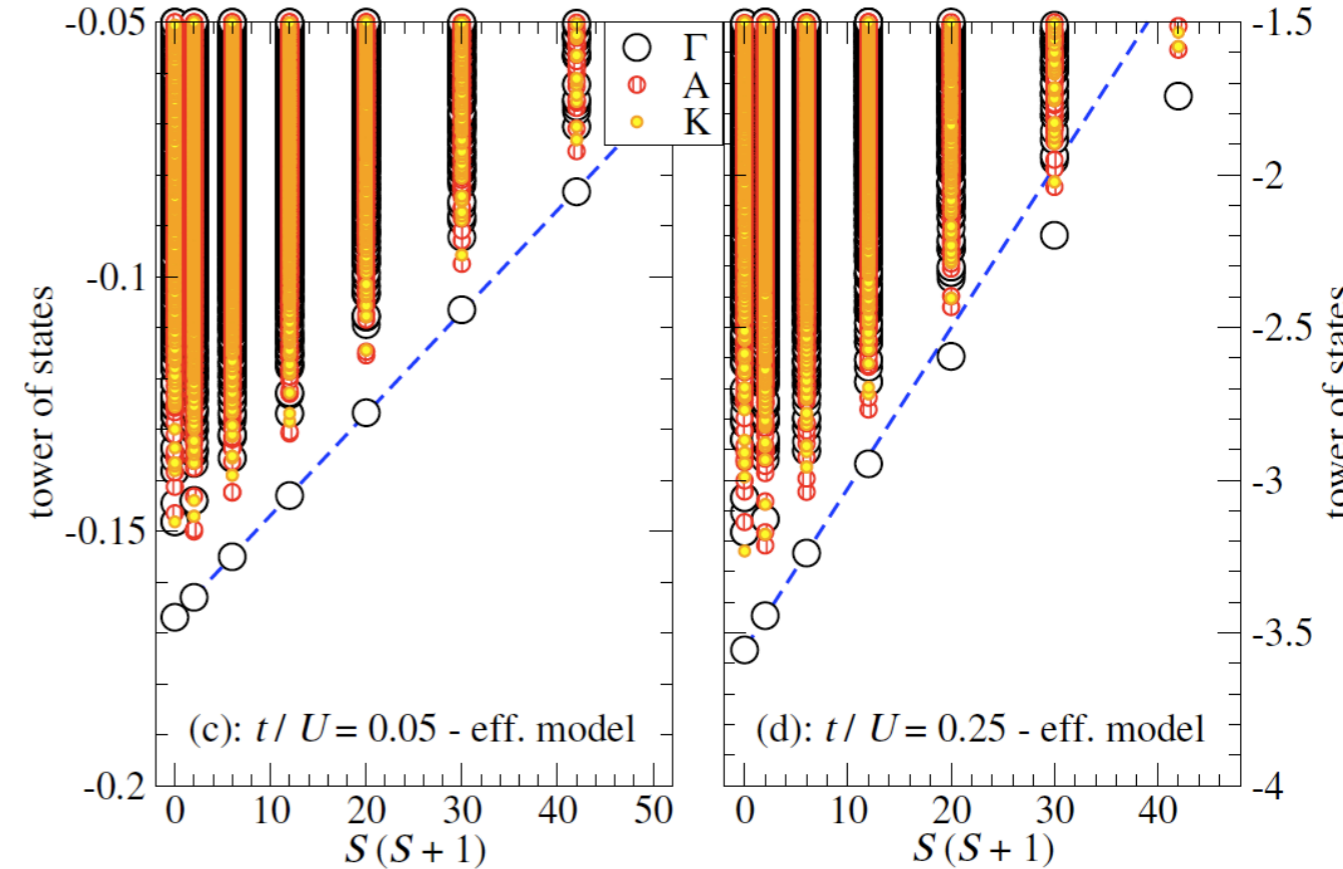 -0.05
-0.1
-0.15
-0.2
tower of states
0 10 20 30 40 50
S (S + 1)
(c): t / U = 0.05 - eff. model
Γ
A
K
-1.5
-2
-2.5
-3
-3.5
-4
tower of states
0 10 20 30 40
S (S + 1)
(d): t / U = 0.25 - eff. model